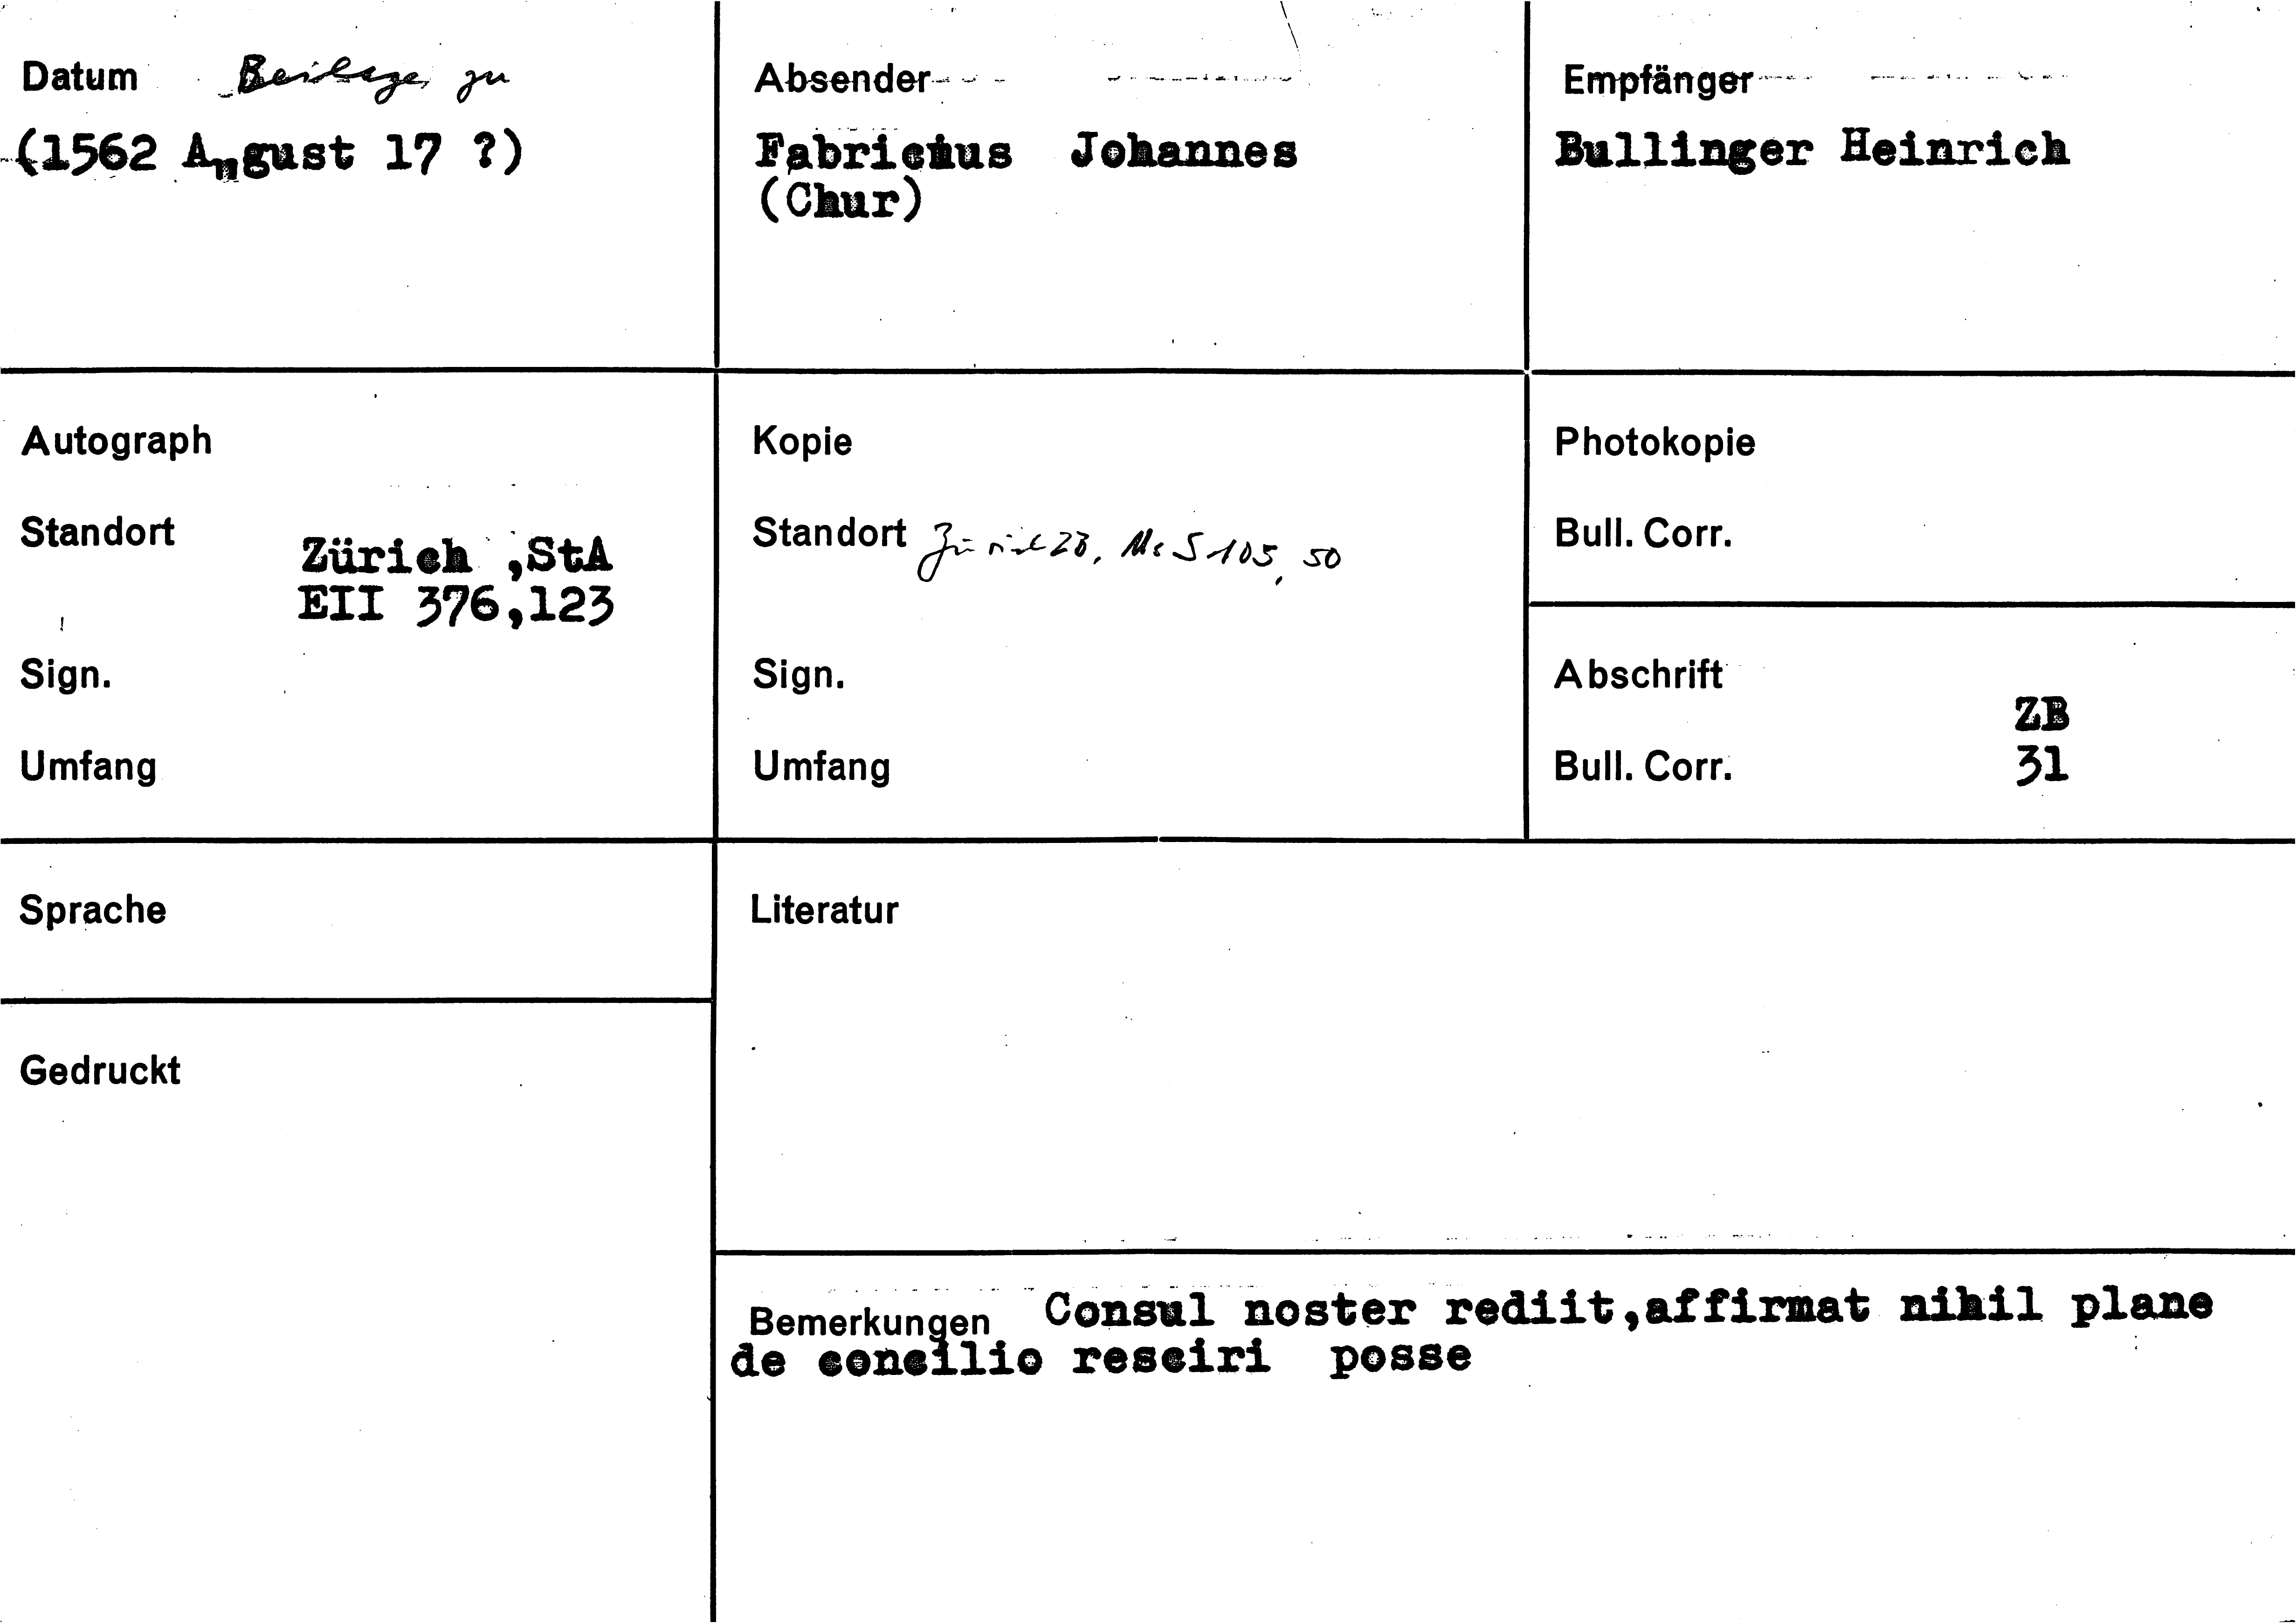 Datum Beilage zu
(1562 Angust 17 ?)
Absender
Fabricius Johannes
(Chur)
Empfänger
Bullinger Heinrich
Autograph
Standort Zürich ,StA
EII 376,123
Sign.
Umfang
Kopie
Standort Zürich ZB, Ms S 105, 50
Sign.
Umfang
Photokopie
Bull. Corr.
Abschrift
ZB
Bull. Corr. 31
Sprache
Gedruckt
Literatur
Bemerkungen Consul noster rediit,affirmat nihil plane
de concilio resciri posse